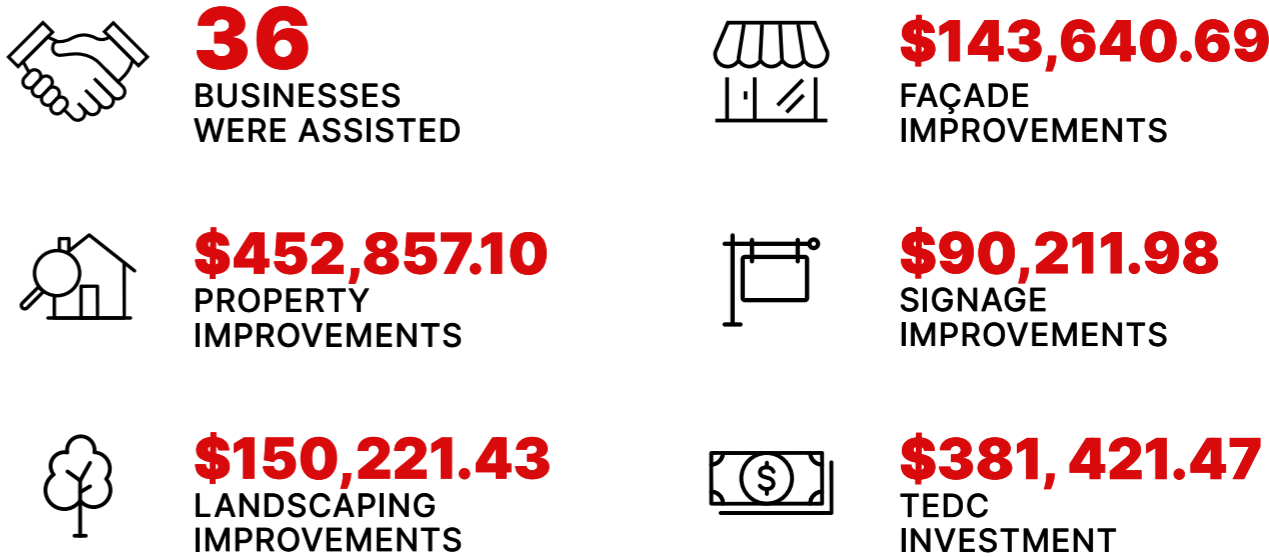 36
BUSINESSES
WERE ASSISTED
$143,640.69
FAÇADE
IMPROVEMENTS
$452,857.10
PROPERTY
IMPROVEMENTS
$90,211.98
SIGNAGE
IMPROVEMENTS
$150,221.43
LANDSCAPING
IMPROVEMENTS
$
$381, 421.47
TEDC
INVESTMENT